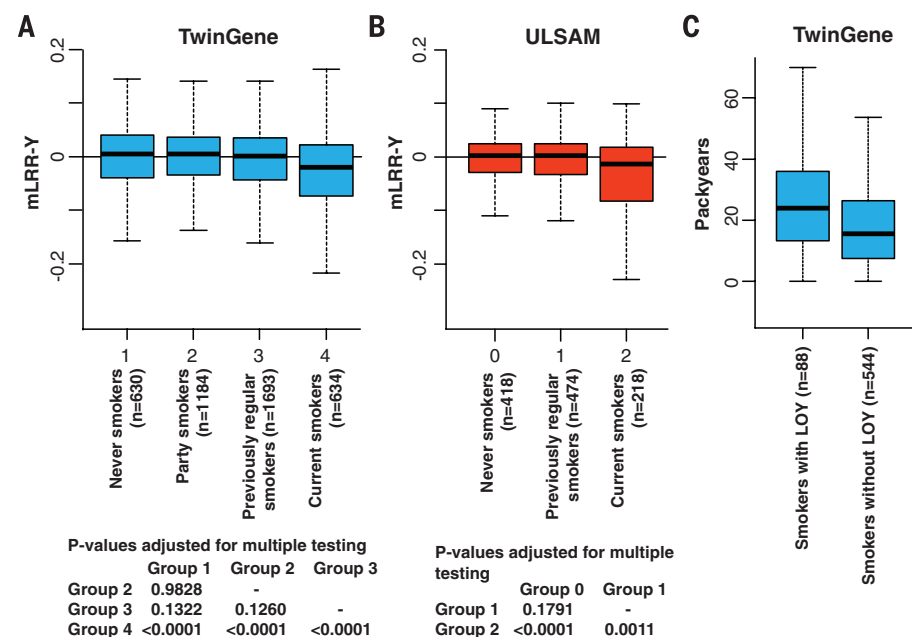 A
TwinGene
mLRR-Y
0.2
0
-0.2
1
2
3
4
Never smokers
(n=630)
Party smokers
(n=1184)
Previously regular
smokers (n=1693)
Current smokers
(n=634)
P-values adjusted for multiple testing
Group 1 Group 2 Group 3
Group 2 0.9828 -
Group 3 0.1322 0.1260 -
Group 4 <0.0001 <0.0001 <0.0001
B
ULSAM
mLRR-Y
0.2
0
-0.2
0
1
2
Never smokers
(n=418)
Previously regular
smokers (n=474)
Current smokers
(n=218)
P-values adjusted for multiple
testing
Group 0 Group 1
Group 1 0.1791 -
Group 2 <0.0001 0.0011
C
TwinGene
Packyears
60
40
20
0
Smokers with LOY (n=88)
Smokers without LOY (n=544)